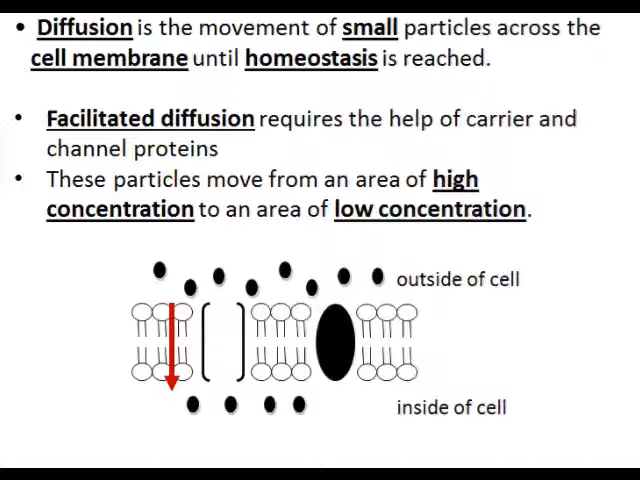 • Diffusion is the movement of small particles across the
cell membrane until homeostasis is reached.
• Facilitated diffusion requires the help of carrier and
channel proteins
• These particles move from an area of high
concentration to an area of low concentration.
outside of cell
inside of cell